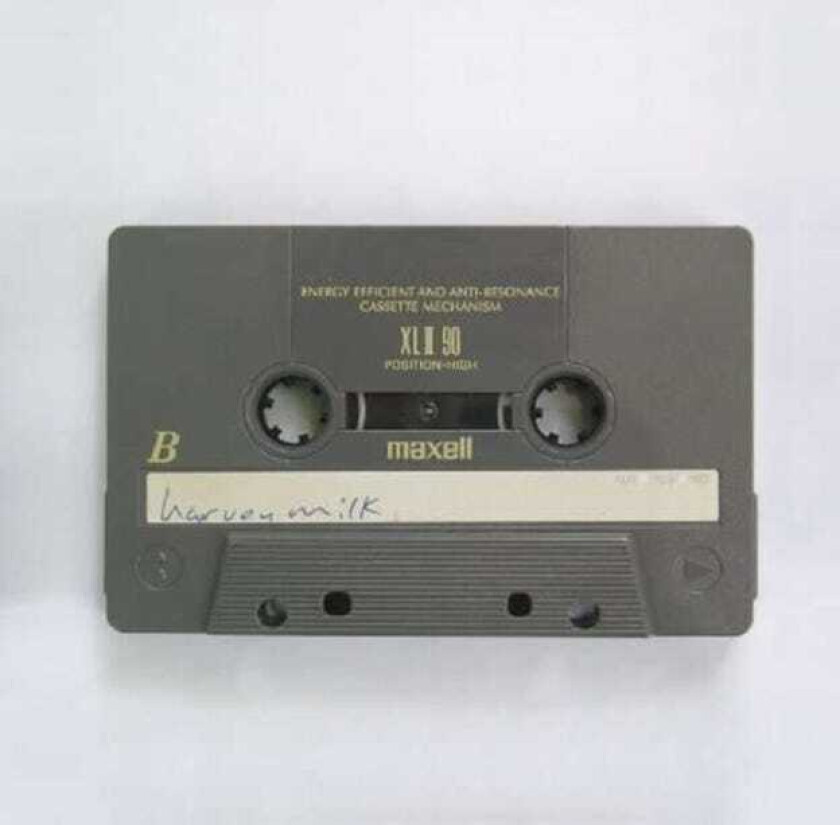 ENERGY EFFICIENT AND ANTI-RESONANCE
CASSETTE MECHANISM
XLII 90
POSITION-HIGH
B
maxell
harvey milk